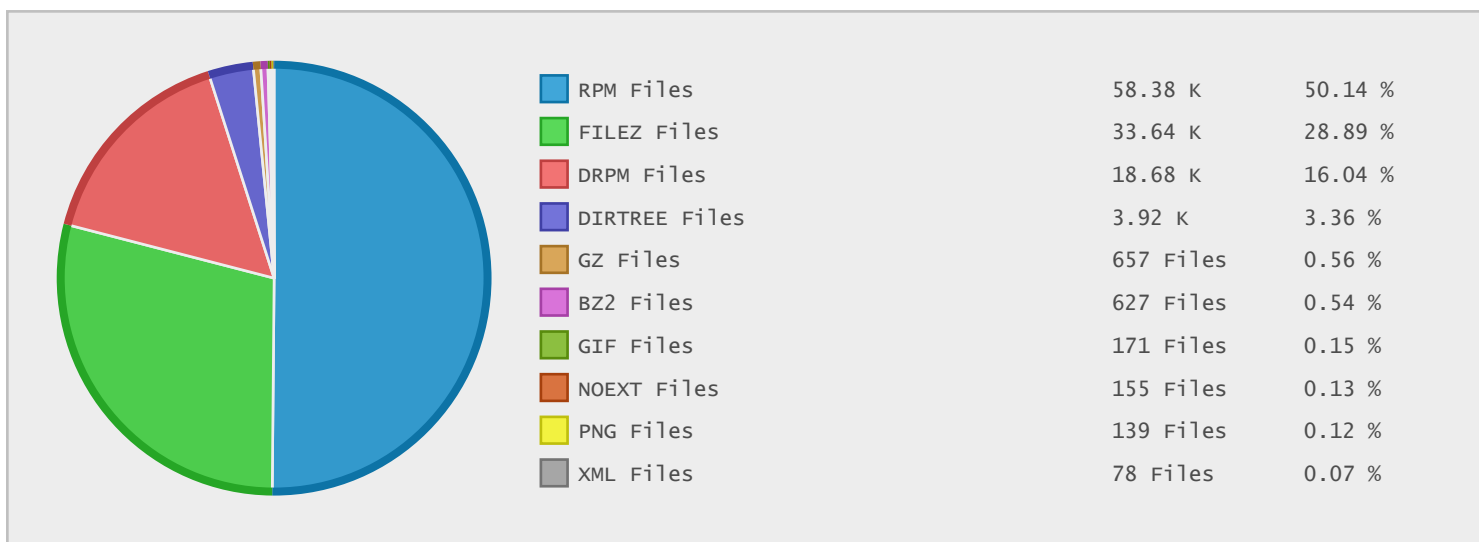 RPM Files 58.38 K 50.14 %
FILEZ Files 33.64 K 28.89 %
DRPM Files 18.68 K 16.04 %
DIRTREE Files 3.92 K 3.36 %
GZ Files 657 Files 0.56 %
BZ2 Files 627 Files 0.54 %
GIF Files 171 Files 0.15 %
NOEXT Files 155 Files 0.13 %
PNG Files 139 Files 0.12 %
XML Files 78 Files 0.07 %